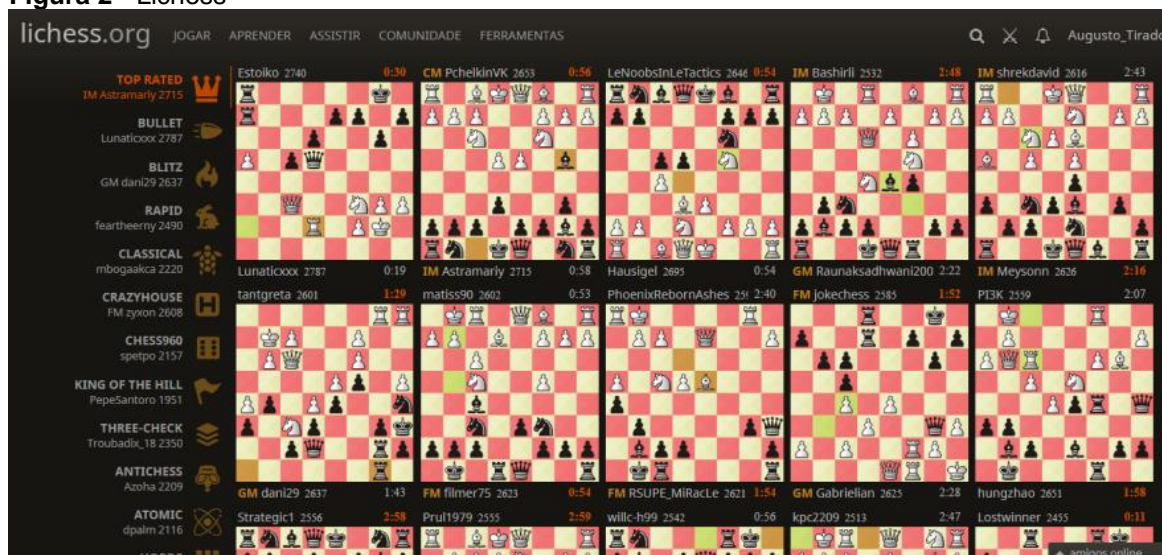 Figura 2 - Lichess
lichess.org JOGAR APRENDER ASSISTIR COMUNIDADE FERRAMENTAS Augusto_Tirado
TOP RATED
IM Astramariy 2715
BULLET
Lunaticxxx 2787
BLITZ
GM dani29 2637
RAPID
feartheerny 2490
CLASSICAL
mbogaakca 2220
CRAZYHOUSE
FM zyxon 2608
CHESS960
spetpo 2157
KING OF THE HILL
PepeSantoro 1951
THREE-CHECK
Troubadix_18 2350
ANTICHESS
Azoha 2209
ATOMIC
dpalm 2116
Estoiko 2740 0:30 CM PchelkinVK 2653 0:56 LeNoobsInLeTactics 2646 0:54 IM Bashirli 2532 2:48 IM shrekdavid 2616 2:43
Lunaticxxx 2787 0:19 IM Astramariy 2715 0:58 Hausigel 2695 0:54 GM Raunaksadhwani200 2:22 IM Meysonn 2626 2:16
tantgreta 2601 1:29 matiss90 2602 0:53 PhoenixRebornAshes 2:40 FM jokechess 2585 1:52 PI3K 2559 2:07
GM dani29 2637 1:43 FM filmer75 2623 0:54 FM RSUPE_MiRacLe 2621 1:54 GM Gabrielian 2625 2:28 hungzhao 2651 1:58
Strategic1 2556 2:58 Prul1979 2555 2:59 willc-h99 2542 0:56 kpc2209 2513 2:47 Lostwinner 2455 0:11
amigos online